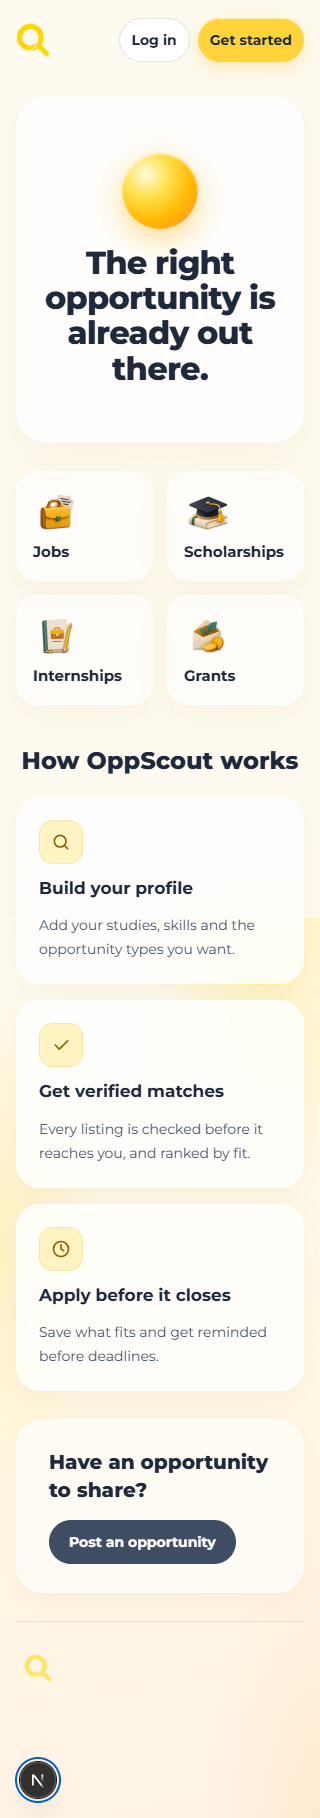 Log in
Get started
The right
opportunity is
already out
there.
Jobs
Scholarships
Internships
Grants
How OppScout works
Build your profile
Add your studies, skills and the
opportunity types you want.
Get verified matches
Every listing is checked before it
reaches you, and ranked by fit.
Apply before it closes
Save what fits and get reminded
before deadlines.
Have an opportunity
to share?
Post an opportunity
N